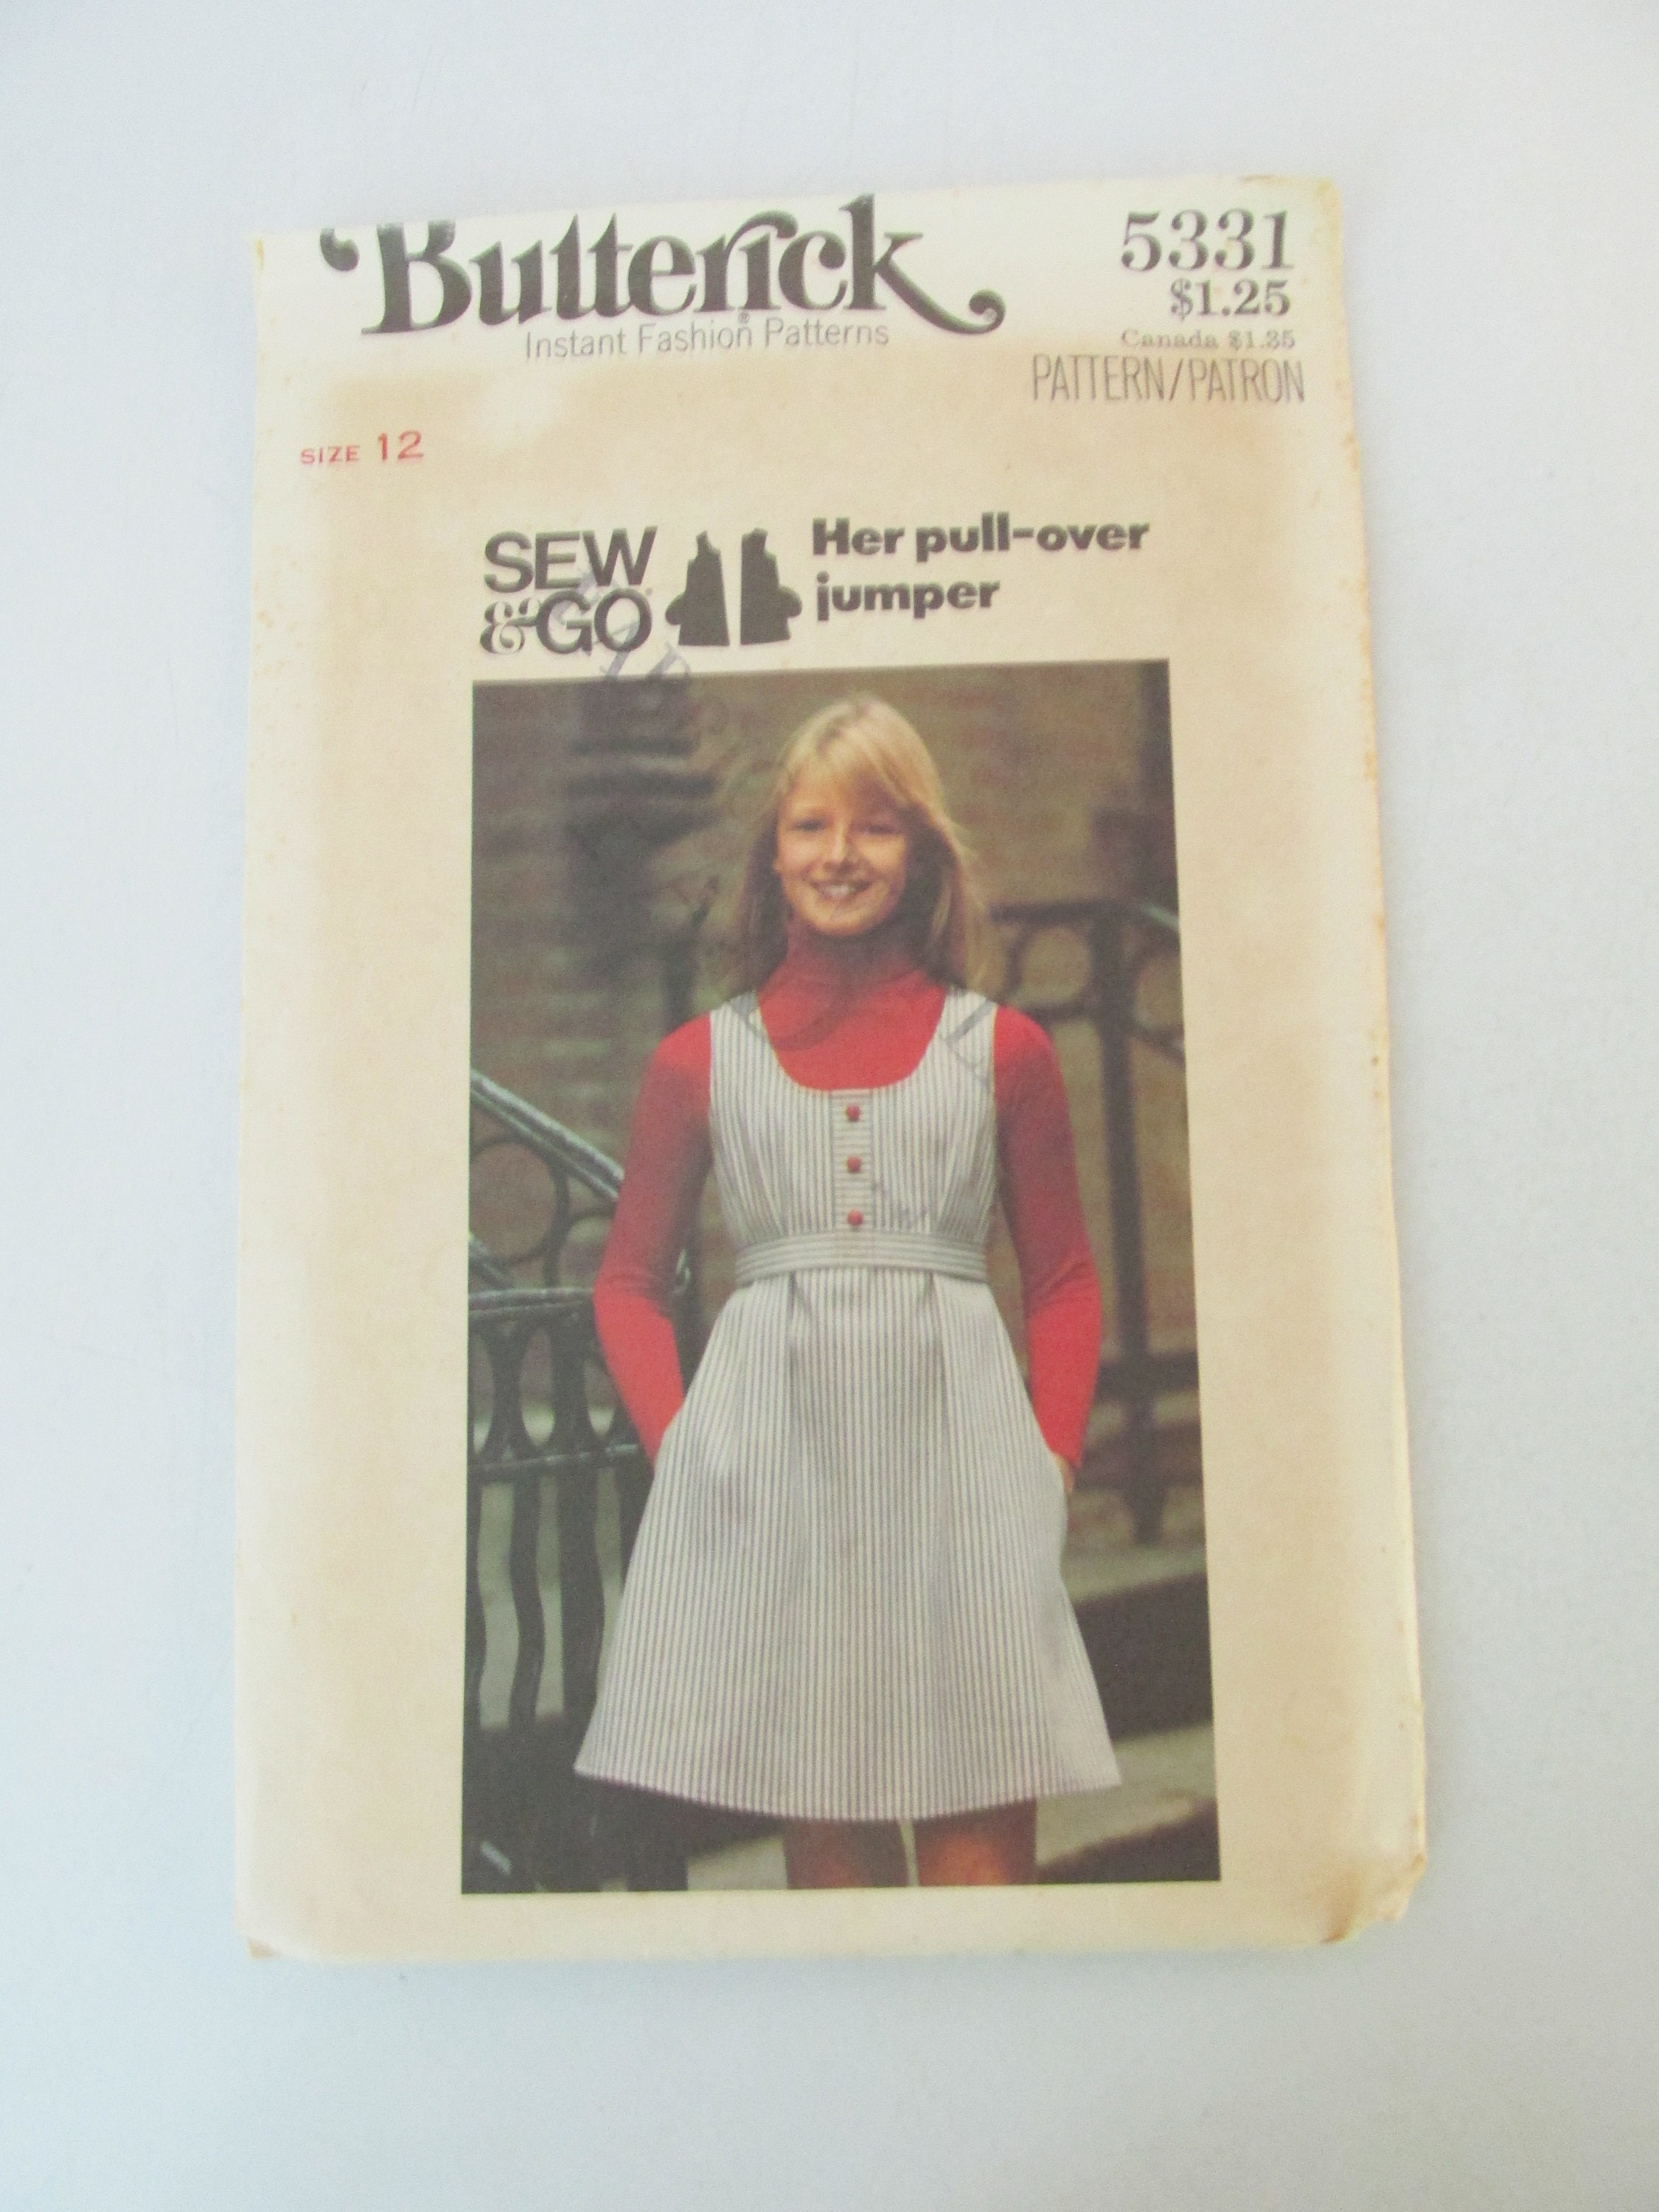 Butterick
Instant Fashion Patterns
5331
$1.25
Canada $1.35
PATTERN/PATRON
SIZE 12
SEW
&GO
Her pull-over
jumper